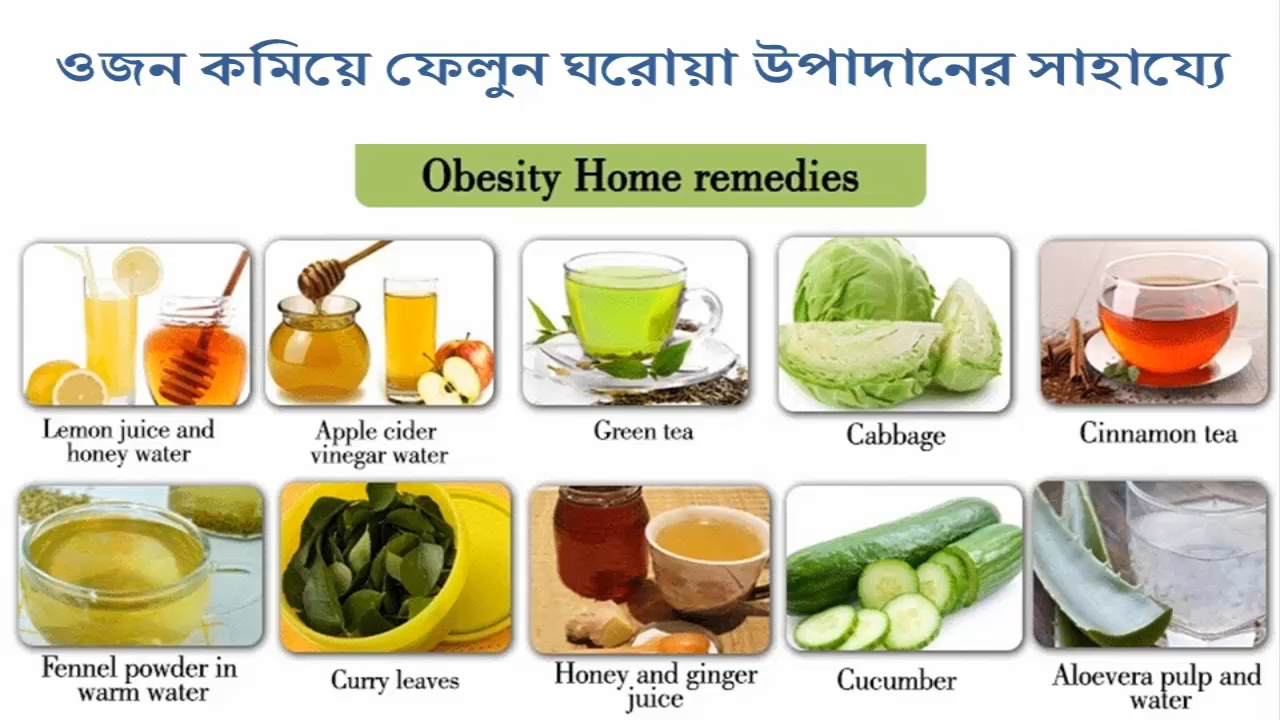 ওজন কমিয়ে ফেলুন ঘরোয়া উপাদানের সাহায্যে
Obesity Home remedies
Lemon juice and
honey water
Apple cider
vinegar water
Green tea
Cabbage
Cinnamon tea
Fennel powder in
warm water
Curry leaves
Honey and ginger
juice
Cucumber
Aloevera pulp and
water